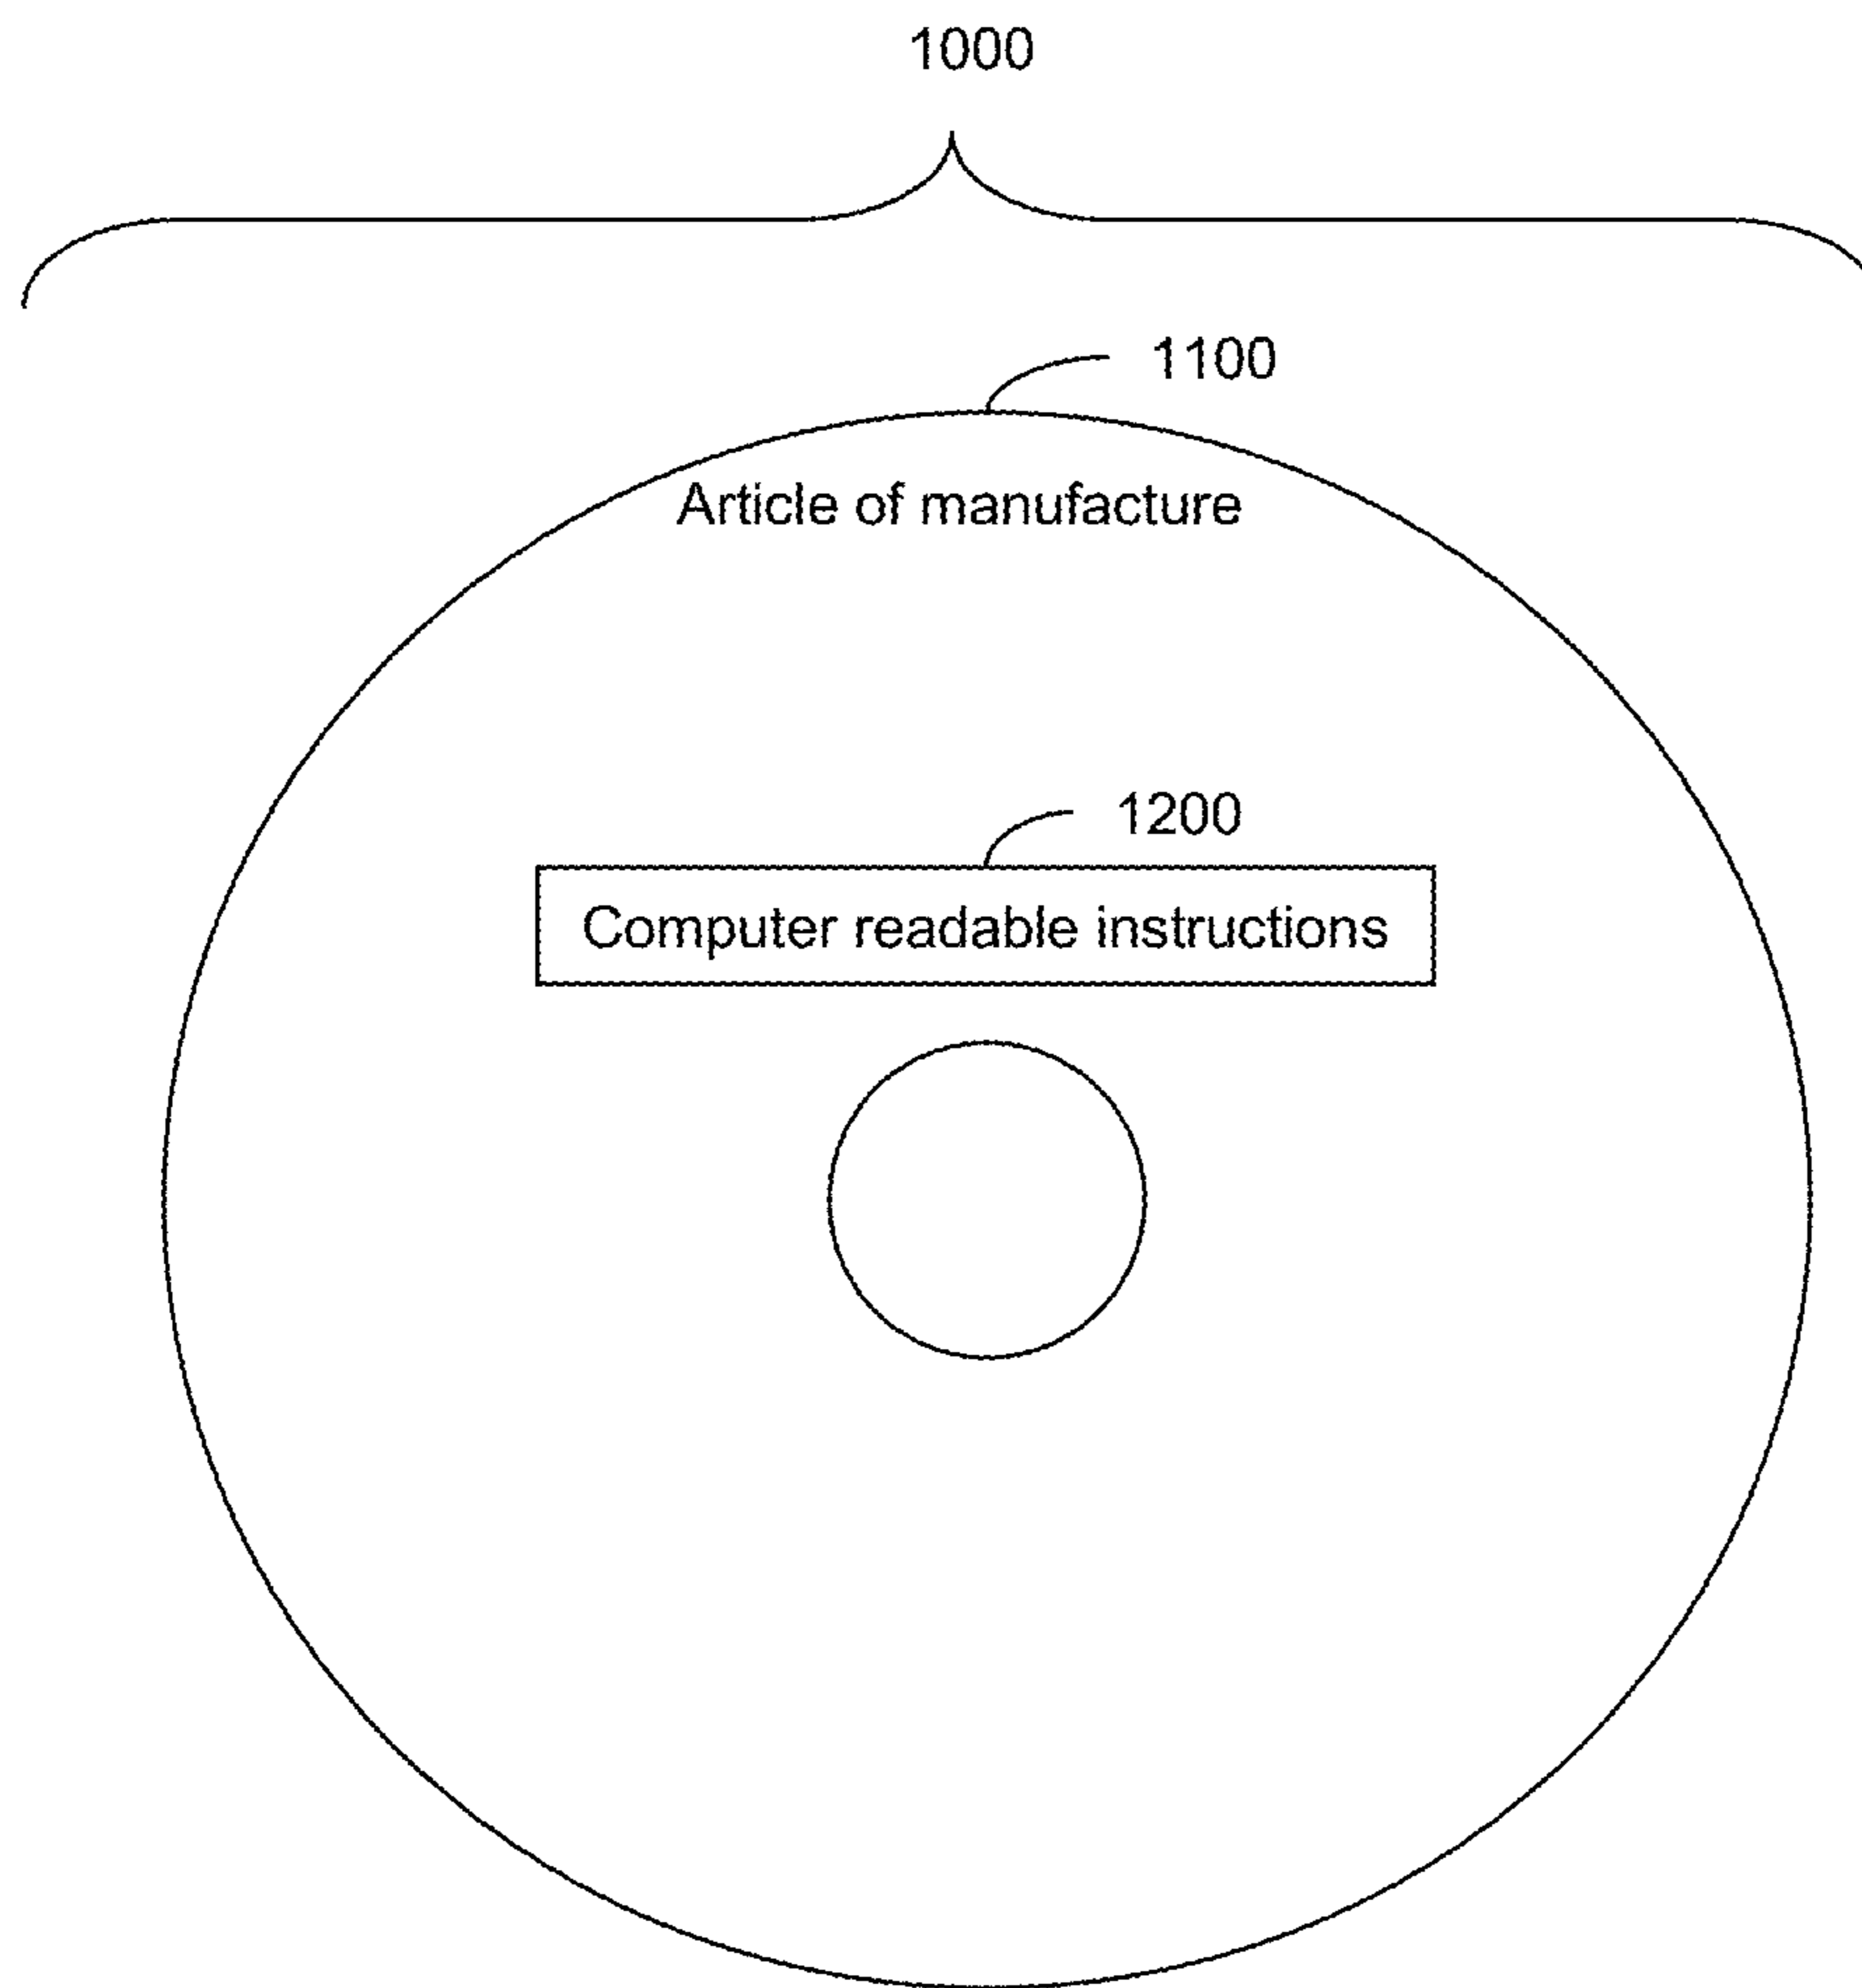 1000
1100
Article of manufacture
1200
Computer readable instructions